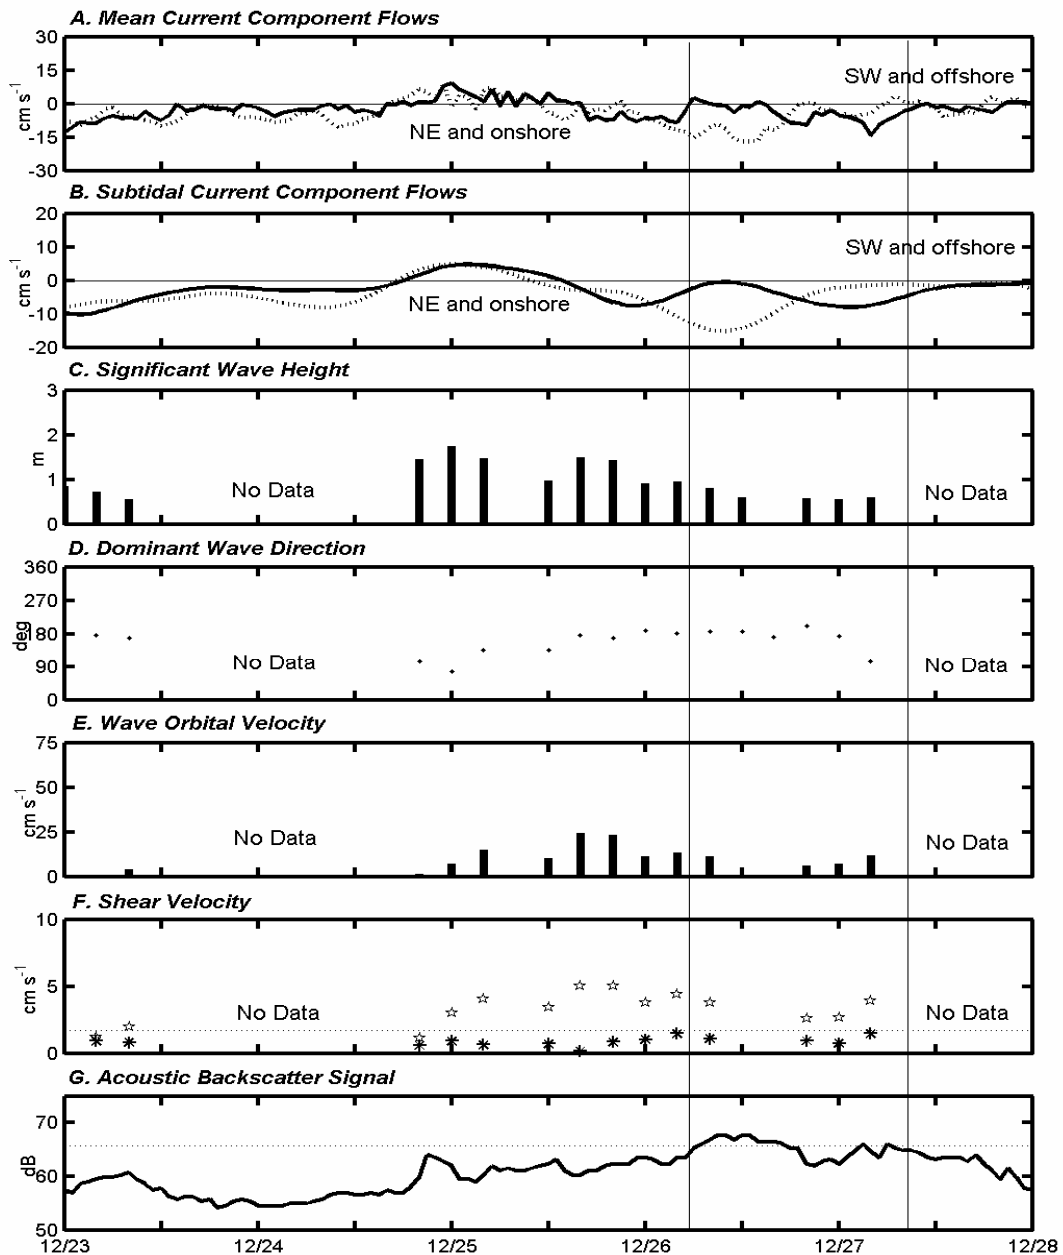 A. Mean Current Component Flows
30
15
0
-15
-30
cm s-1
SW and offshore
NE and onshore
B. Subtidal Current Component Flows
20
10
0
-10
-20
cm s-1
SW and offshore
NE and onshore
C. Significant Wave Height
3
2
1
0
m
No Data
No Data
D. Dominant Wave Direction
360
270
180
90
0
deg
No Data
No Data
E. Wave Orbital Velocity
75
50
25
0
cm s-1
No Data
No Data
F. Shear Velocity
10
5
0
cm s-1
No Data
No Data
G. Acoustic Backscatter Signal
70
60
50
dB
12/23 12/24 12/25 12/26 12/27 12/28